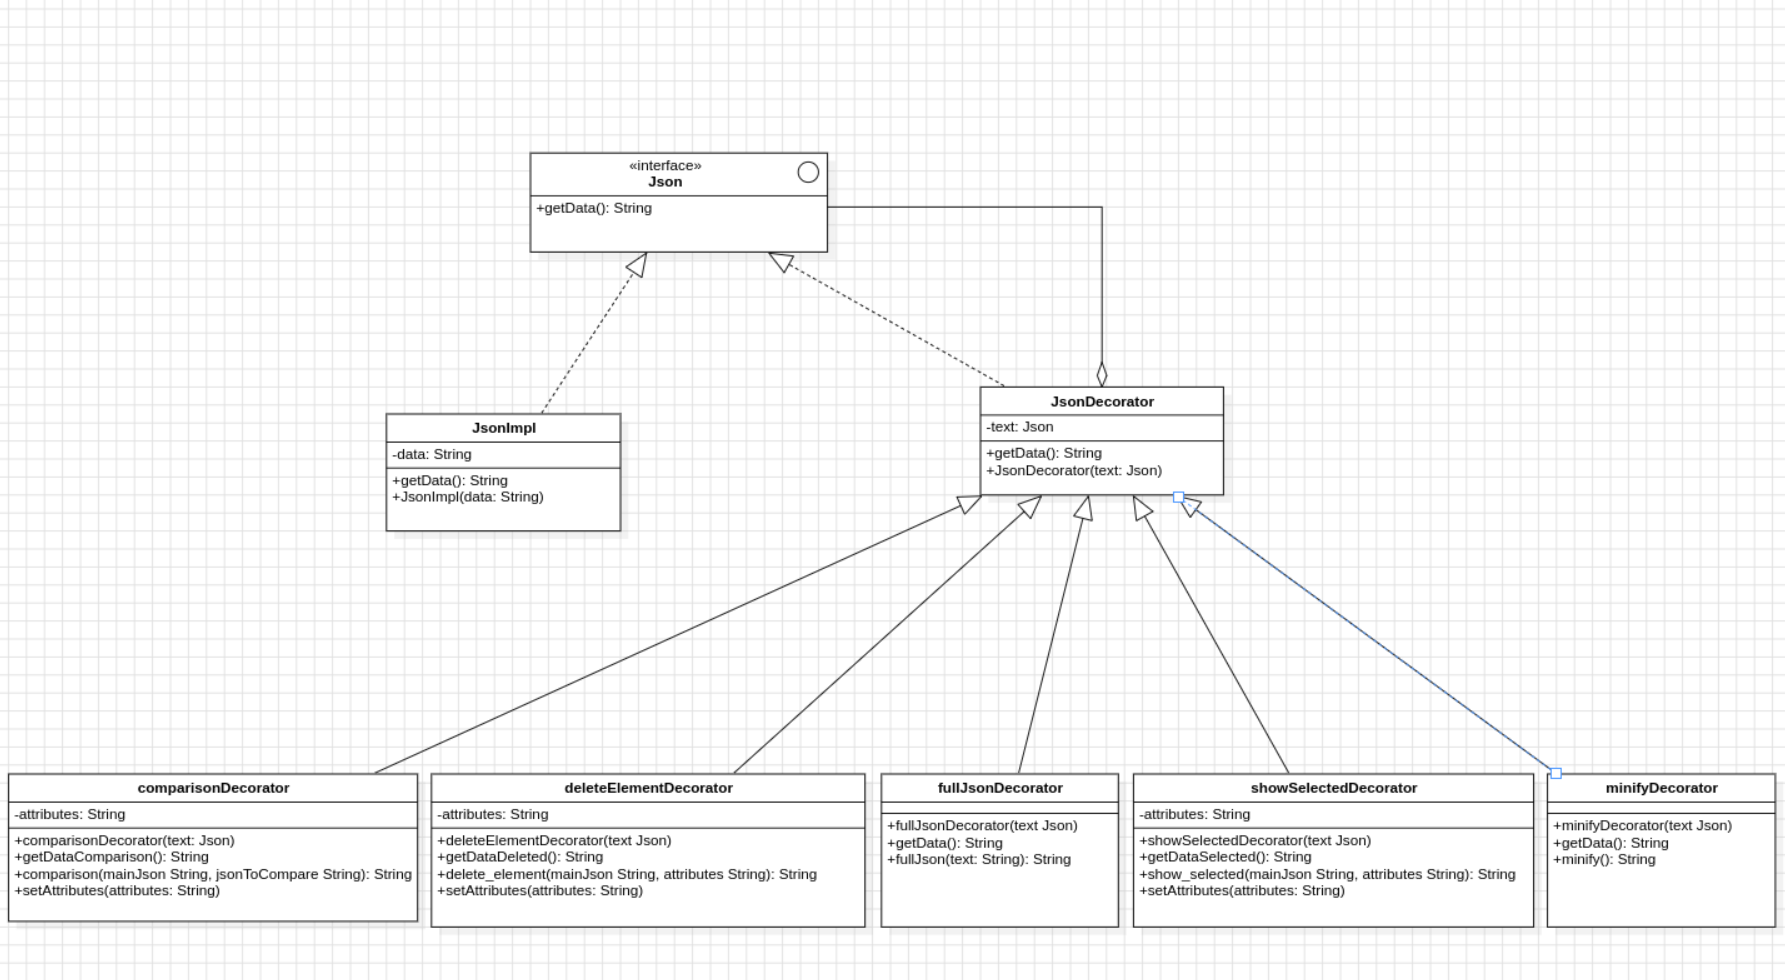 «interface»
Json
+getData(): String
JsonImpl
-data: String
+getData(): String
+JsonImpl(data: String)
JsonDecorator
-text: Json
+getData(): String
+JsonDecorator(text: Json)
comparisonDecorator
-attributes: String
+comparisonDecorator(text: Json)
+getDataComparison(): String
+comparison(mainJson String, jsonToCompare String): String
+setAttributes(attributes: String)
deleteElementDecorator
-attributes: String
+deleteElementDecorator(text Json)
+getDataDeleted(): String
+delete_element(mainJson String, attributes String): String
+setAttributes(attributes: String)
fullJsonDecorator
+fullJsonDecorator(text Json)
+getData(): String
+fullJson(text: String): String
showSelectedDecorator
-attributes: String
+showSelectedDecorator(text Json)
+getDataSelected(): String
+show_selected(mainJson String, attributes String): String
+setAttributes(attributes: String)
minifyDecorator
+minifyDecorator(text Json)
+getData(): String
+minify(): String